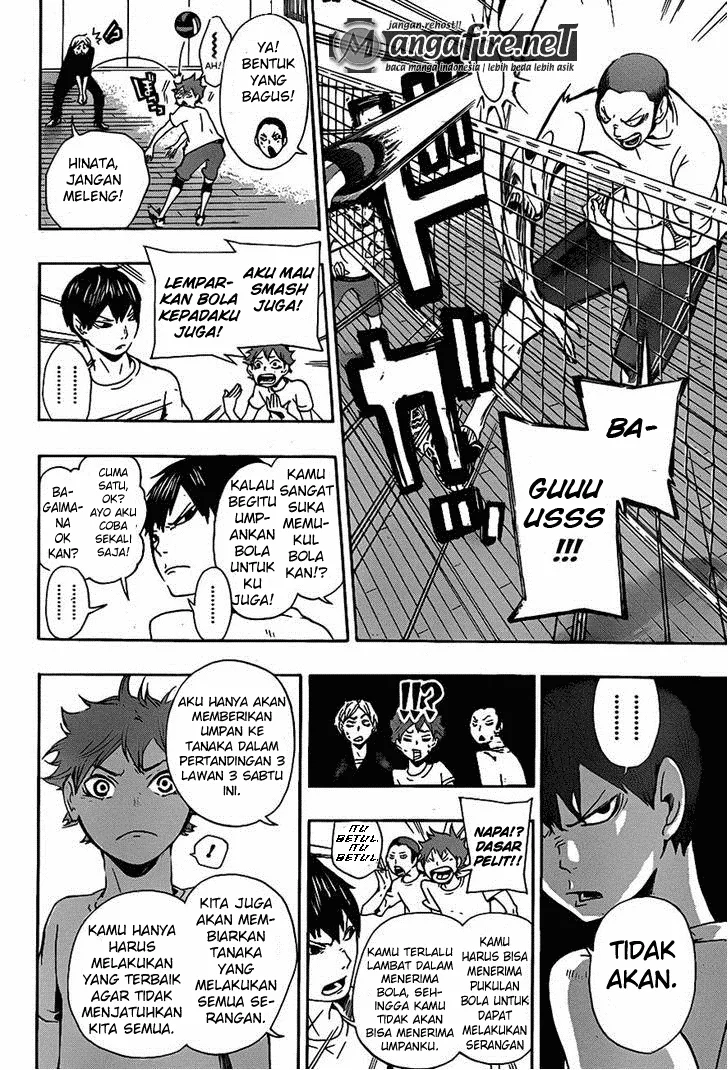 jangan rehost!!
Mangafire.neT
baca manga indonesia | lebih beda lebih asik
BA-
GUUU
USSS
!!!
ドドド
ガ!!
YA!
BENTUK
YANG
BAGUS!
AH!
HINATA,
JANGAN
MELENG!
AKU MAU
SMASH
JUGA!
LEMPAR-
KAN BOLA
KEPADAKU
JUGA!
KAMU
SANGAT
SUKA
MEMU-
KUL
BOLA
KAN!?
KALAU
BEGITU
UMP-
ANKAN
BOLA
UNTUK
KU
JUGA!
CUMA
SATU,
OK?
AYO AKU
COBA
SEKALI
SAJA!
BA-
GAIMA-
NA
OK
KAN?
TIDAK
AKAN.
!!?
NAPA!?
DASAR
PELIT!!
ITU
BETUL.
ITU
BETUL.
KAMU
HARUS BISA
MENERIMA
PUKULAN
BOLA UNTUK
DAPAT
MELAKUKAN
SERANGAN
KAMU TERLALU
LAMBAT DALAM
MENERIMA
BOLA, SEH-
INGGA KAMU
TIDAK AKAN
BISA MENERIMA
UMPANKU.
AKU HANYA AKAN
MEMBERIKAN
UMPAN KE
TANAKA DALAM
PERTANDINGAN 3
LAWAN 3 SABTU
INI.
!
KITA JUGA
AKAN MEM-
BIARKAN
TANAKA
YANG
MELAKUKAN
SEMUA SE-
RANGAN.
KAMU HANYA
HARUS
MELAKUKAN
YANG TERBAIK
AGAR TIDAK
MENJATUHKAN
KITA SEMUA.